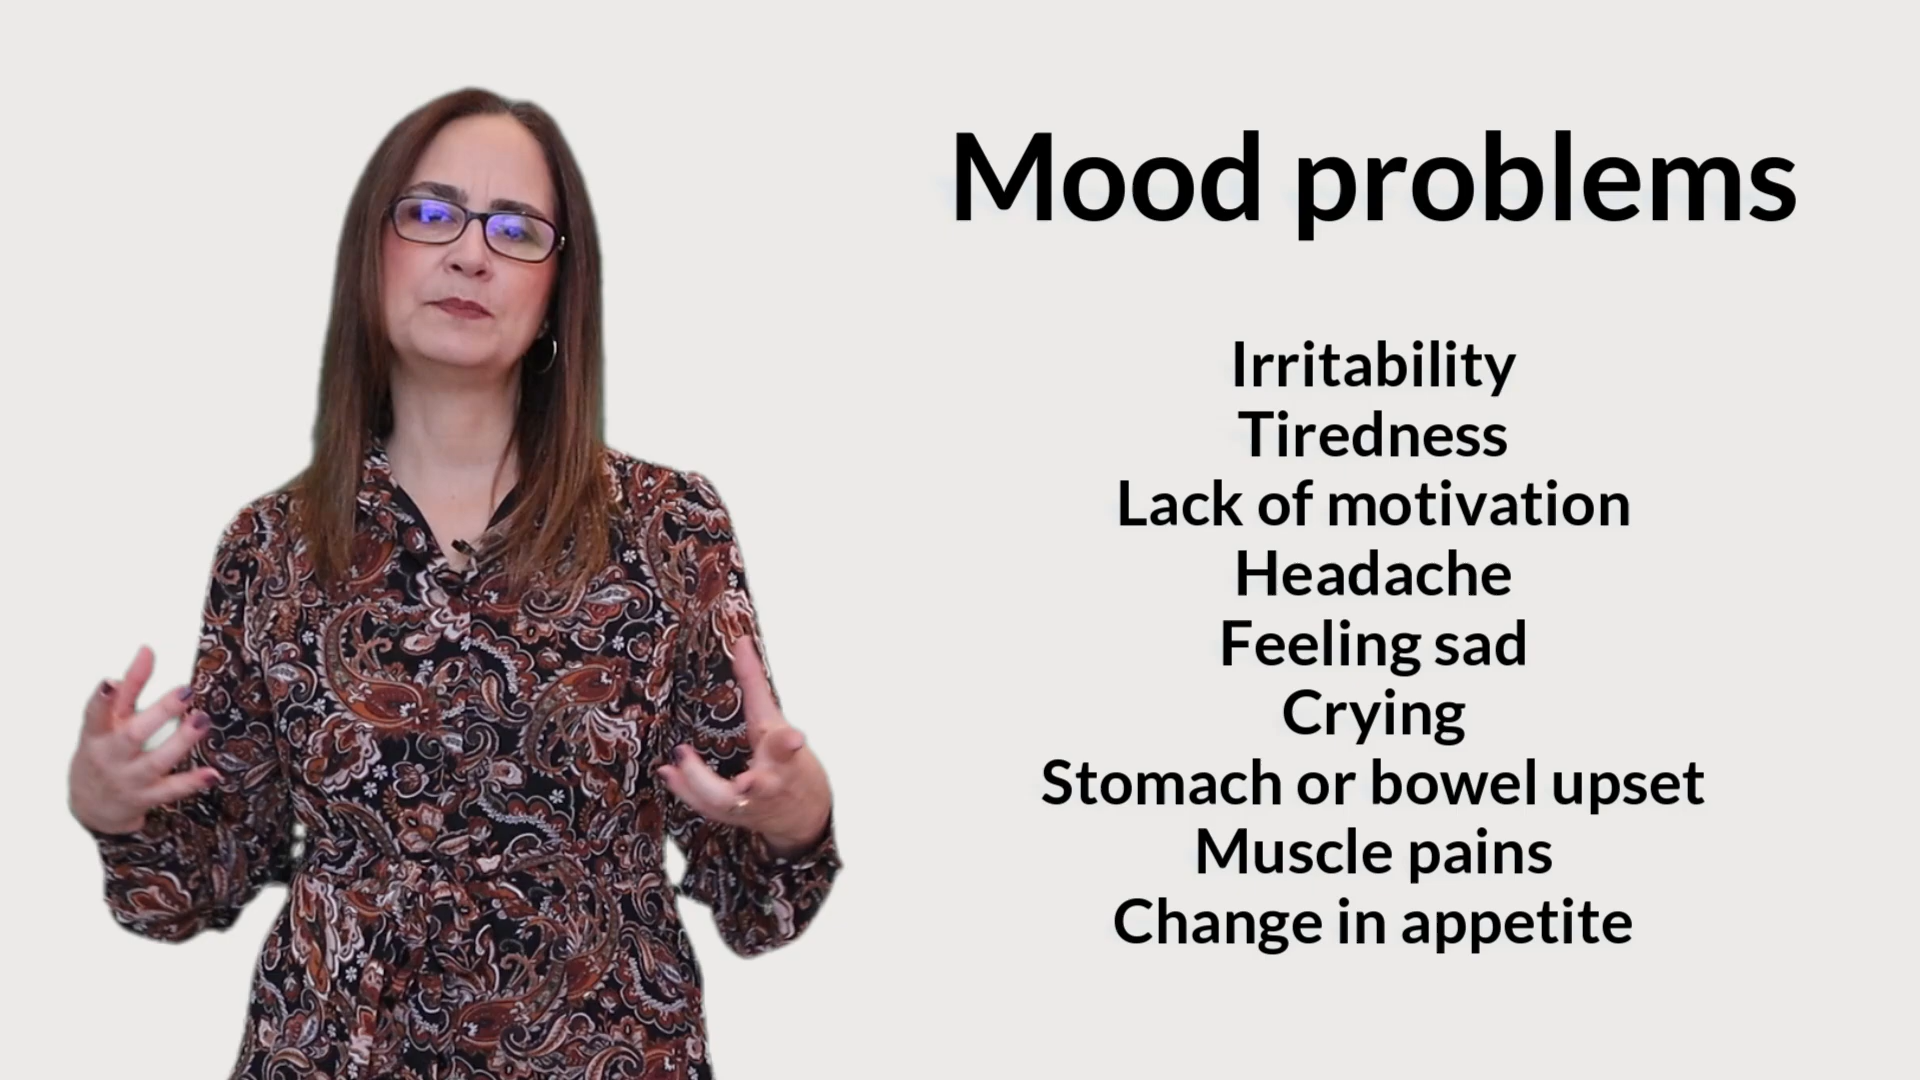 Mood problems
Irritability
Tiredness
Lack of motivation
Headache
Feeling sad
Crying
Stomach or bowel upset
Muscle pains
Change in appetite